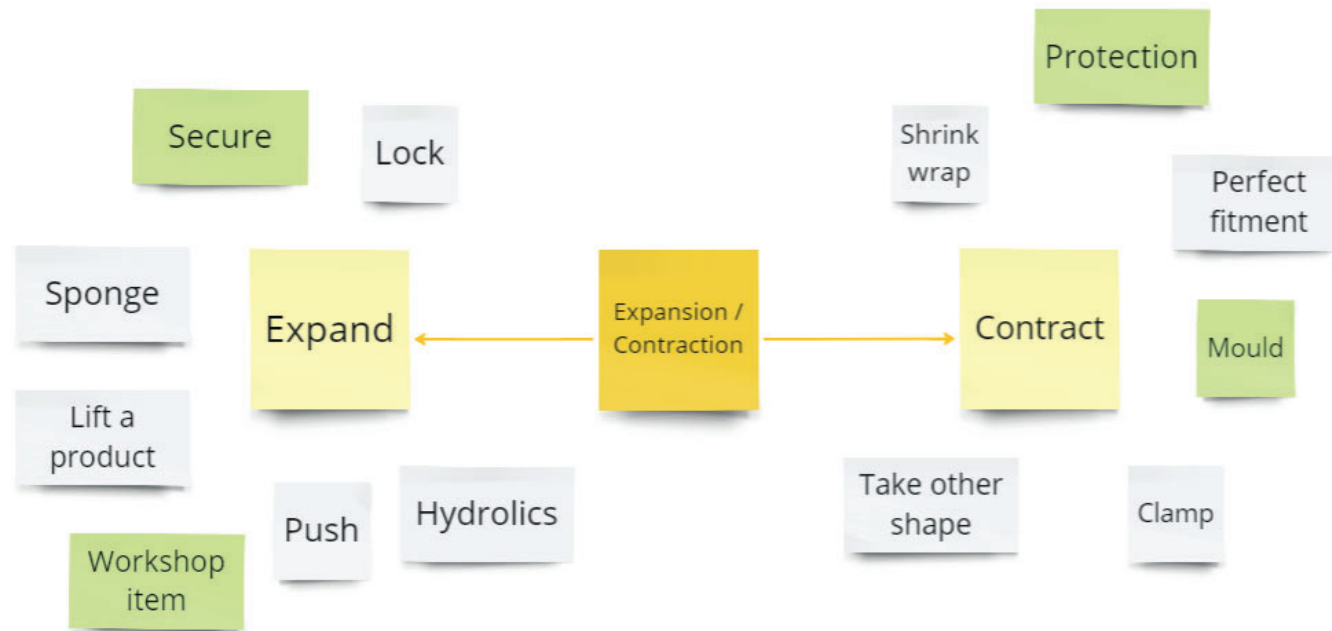 Protection
Secure
Lock
Shrink
wrap
Perfect
fitment
Sponge
Expand
Expansion /
Contraction
Contract
Mould
Lift a
product
Push
Hydrolics
Take other
shape
Clamp
Workshop
item